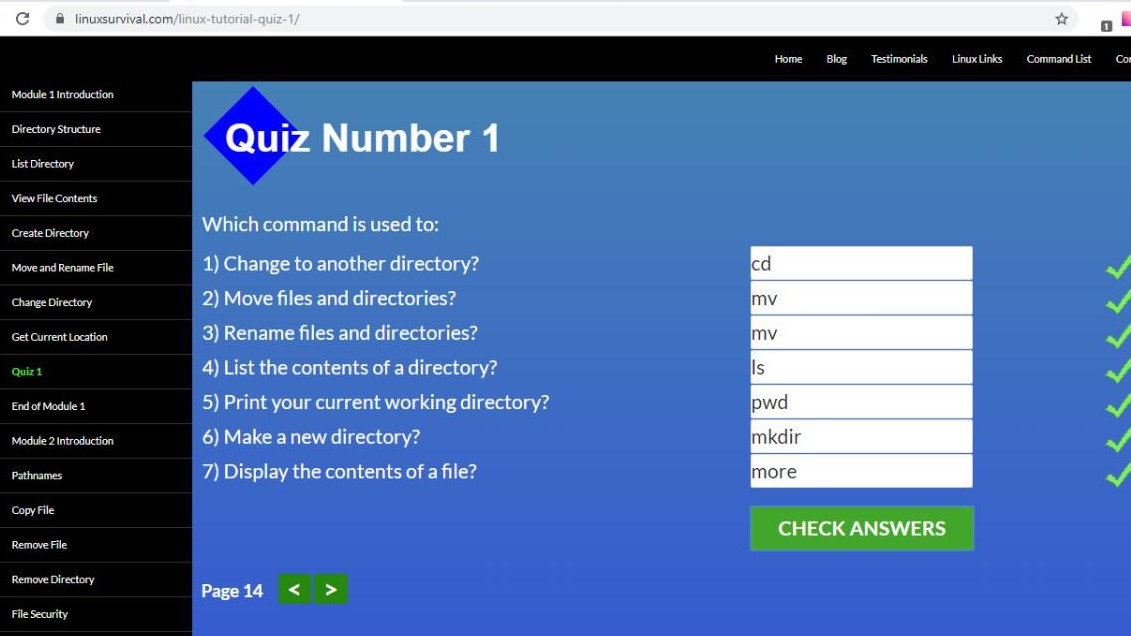 linuxsurvival.com/linux-tutorial-quiz-1/
1
Home Blog Testimonials Linux Links Command List
Module 1 Introduction
Directory Structure
List Directory
View File Contents
Create Directory
Move and Rename File
Change Directory
Get Current Location
Quiz 1
End of Module 1
Module 2 Introduction
Pathnames
Copy File
Remove File
Remove Directory
File Security
Quiz Number 1
Which command is used to:
1) Change to another directory? cd
2) Move files and directories? mv
3) Rename files and directories? mv
4) List the contents of a directory? ls
5) Print your current working directory? pwd
6) Make a new directory? mkdir
7) Display the contents of a file? more
CHECK ANSWERS
Page 14 < >